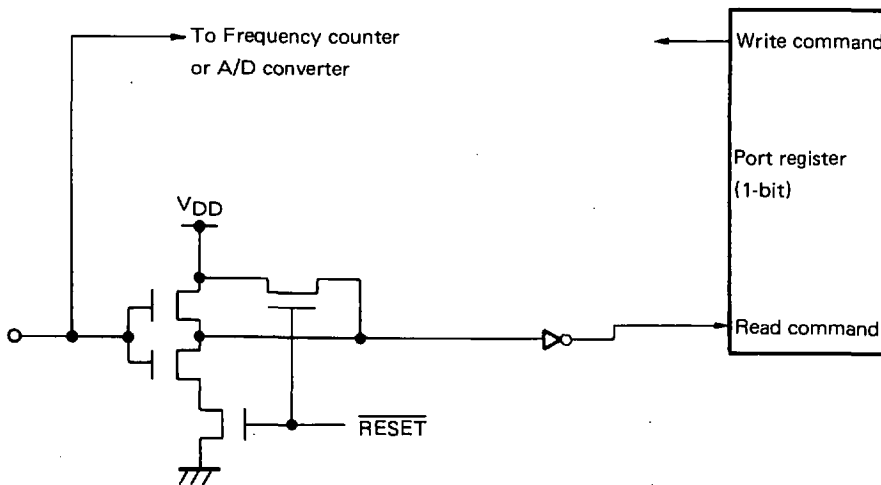 To Frequency counter
or A/D converter
Write command
Port register
(1-bit)
VDD
Read command
RESET